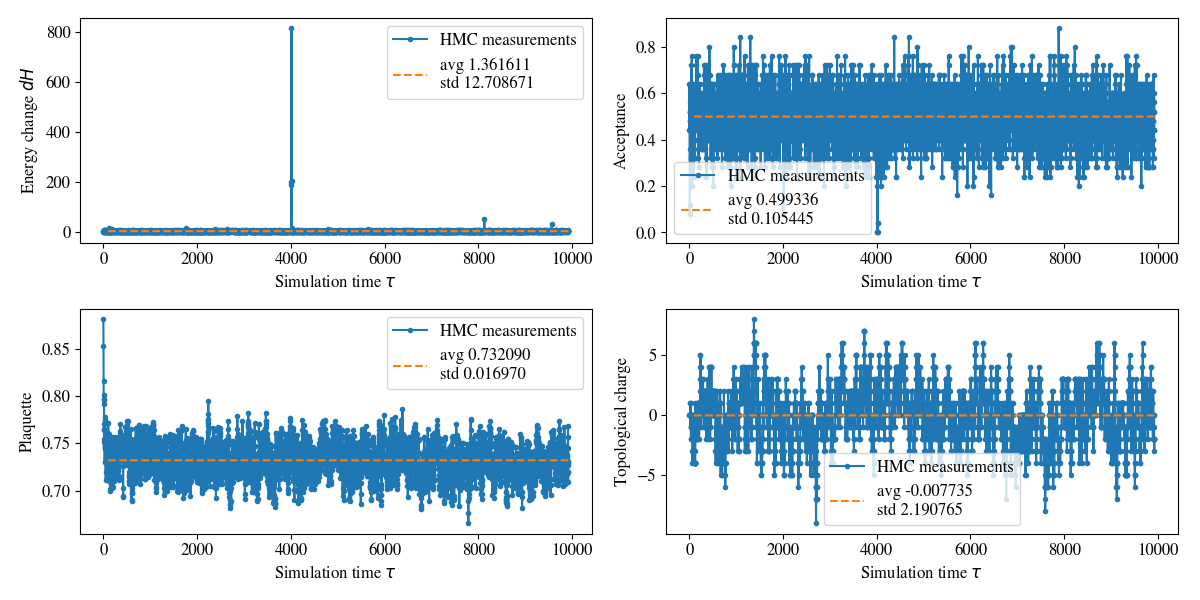 800
600
400
200
0
Energy change dH
HMC measurements
avg 1.361611
std 12.708671
0 2000 4000 6000 8000 10000
Simulation time τ
0.8
0.6
0.4
0.2
0.0
Acceptance
HMC measurements
avg 0.499336
std 0.105445
0 2000 4000 6000 8000 10000
Simulation time τ
0.85
0.80
0.75
0.70
Plaquette
HMC measurements
avg 0.732090
std 0.016970
0 2000 4000 6000 8000 10000
Simulation time τ
5
0
−5
Topological charge
HMC measurements
avg -0.007735
std 2.190765
0 2000 4000 6000 8000 10000
Simulation time τ